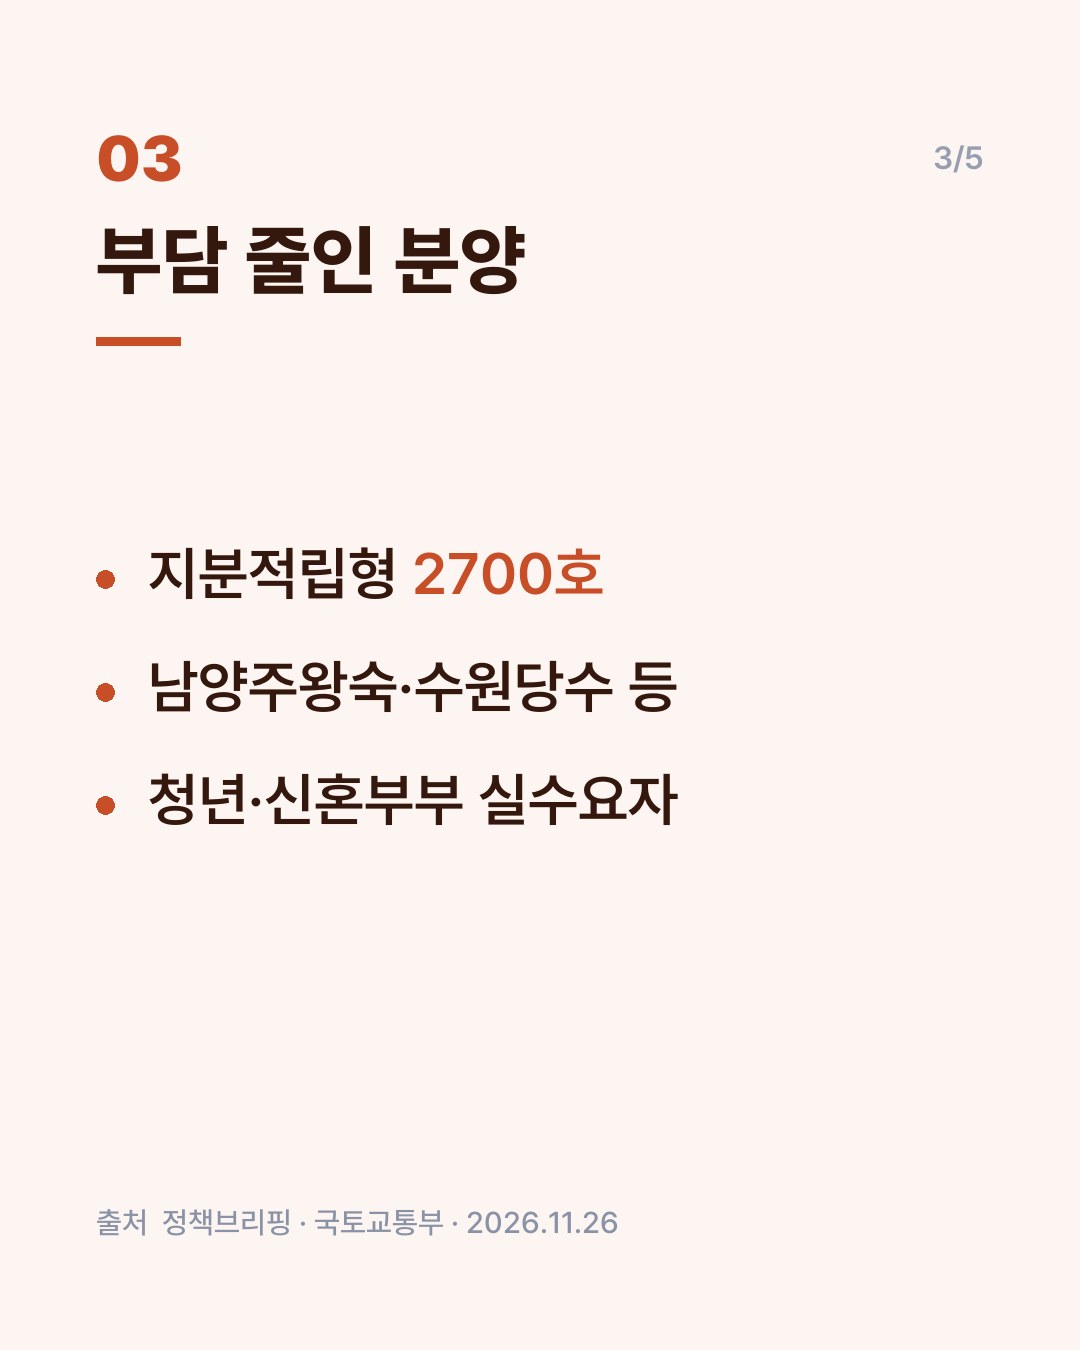 03
3/5
부담 줄인 분양
지분적립형 2700호
남양주왕숙·수원당수 등
청년·신혼부부 실수요자
출처 정책브리핑 · 국토교통부 · 2026.11.26